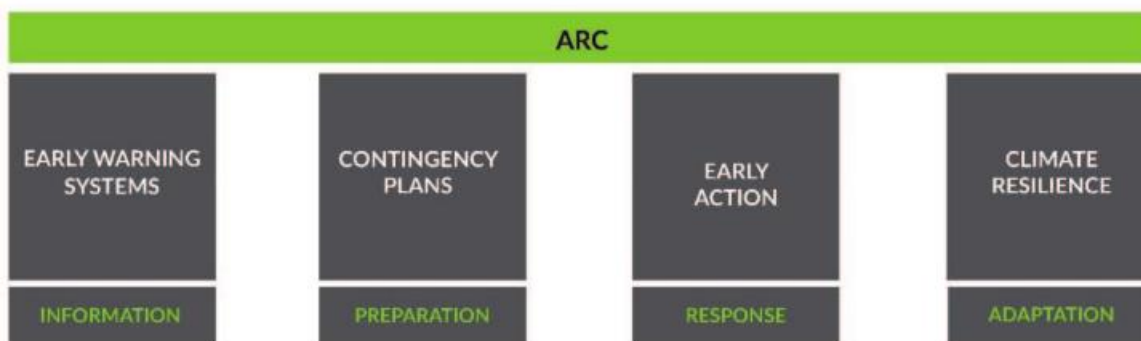 ARC
EARLY WARNING
SYSTEMS
CONTINGENCY
PLANS
EARLY
ACTION
CLIMATE
RESILIENCE
INFORMATION
PREPARATION
RESPONSE
ADAPTATION